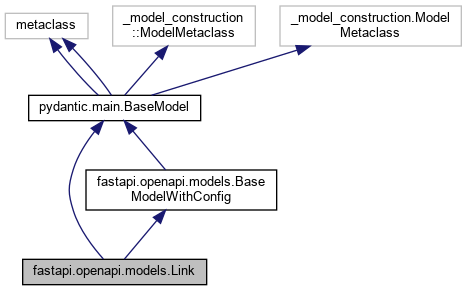 metaclass
_model_construction
::ModelMetaclass
_model_construction.Model
Metaclass
pydantic.main.BaseModel
fastapi.openapi.models.Base
ModelWithConfig
fastapi.openapi.models.Link